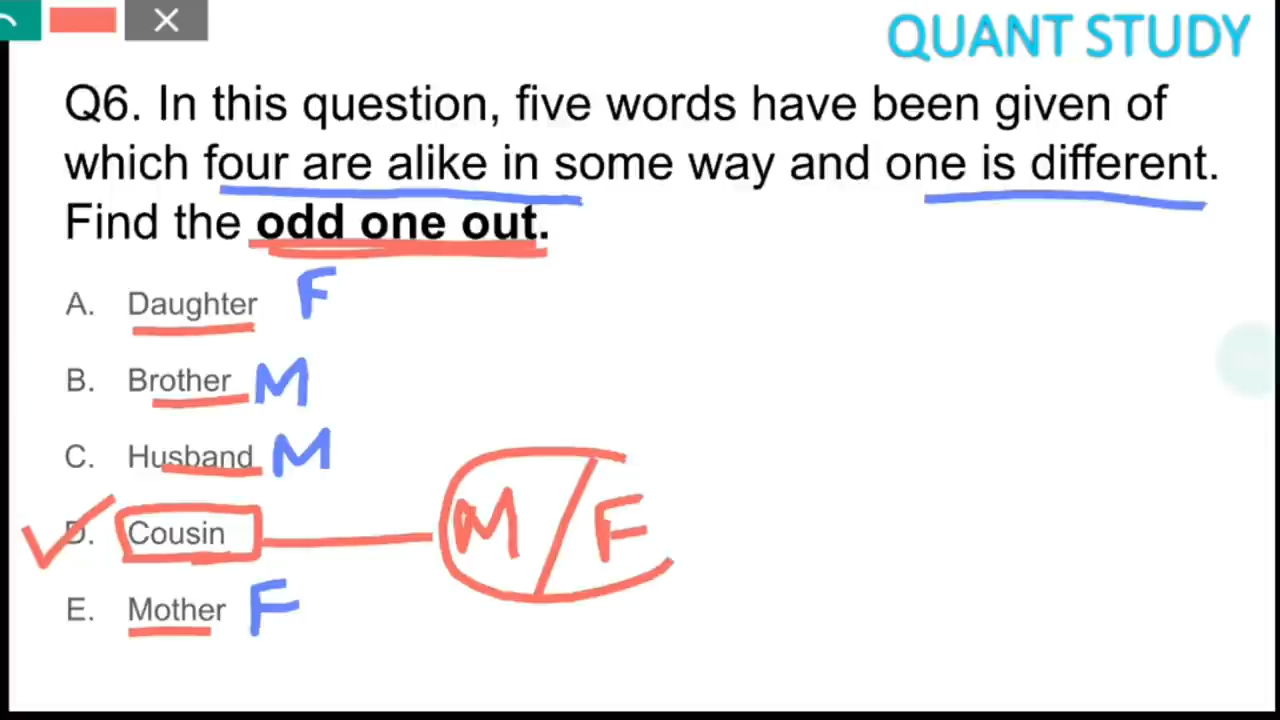 QUANT STUDY
Q6. In this question, five words have been given of
which four are alike in some way and one is different.
Find the odd one out.
A. Daughter F
B. Brother M
C. Husband M
D. Cousin M/F
E. Mother F